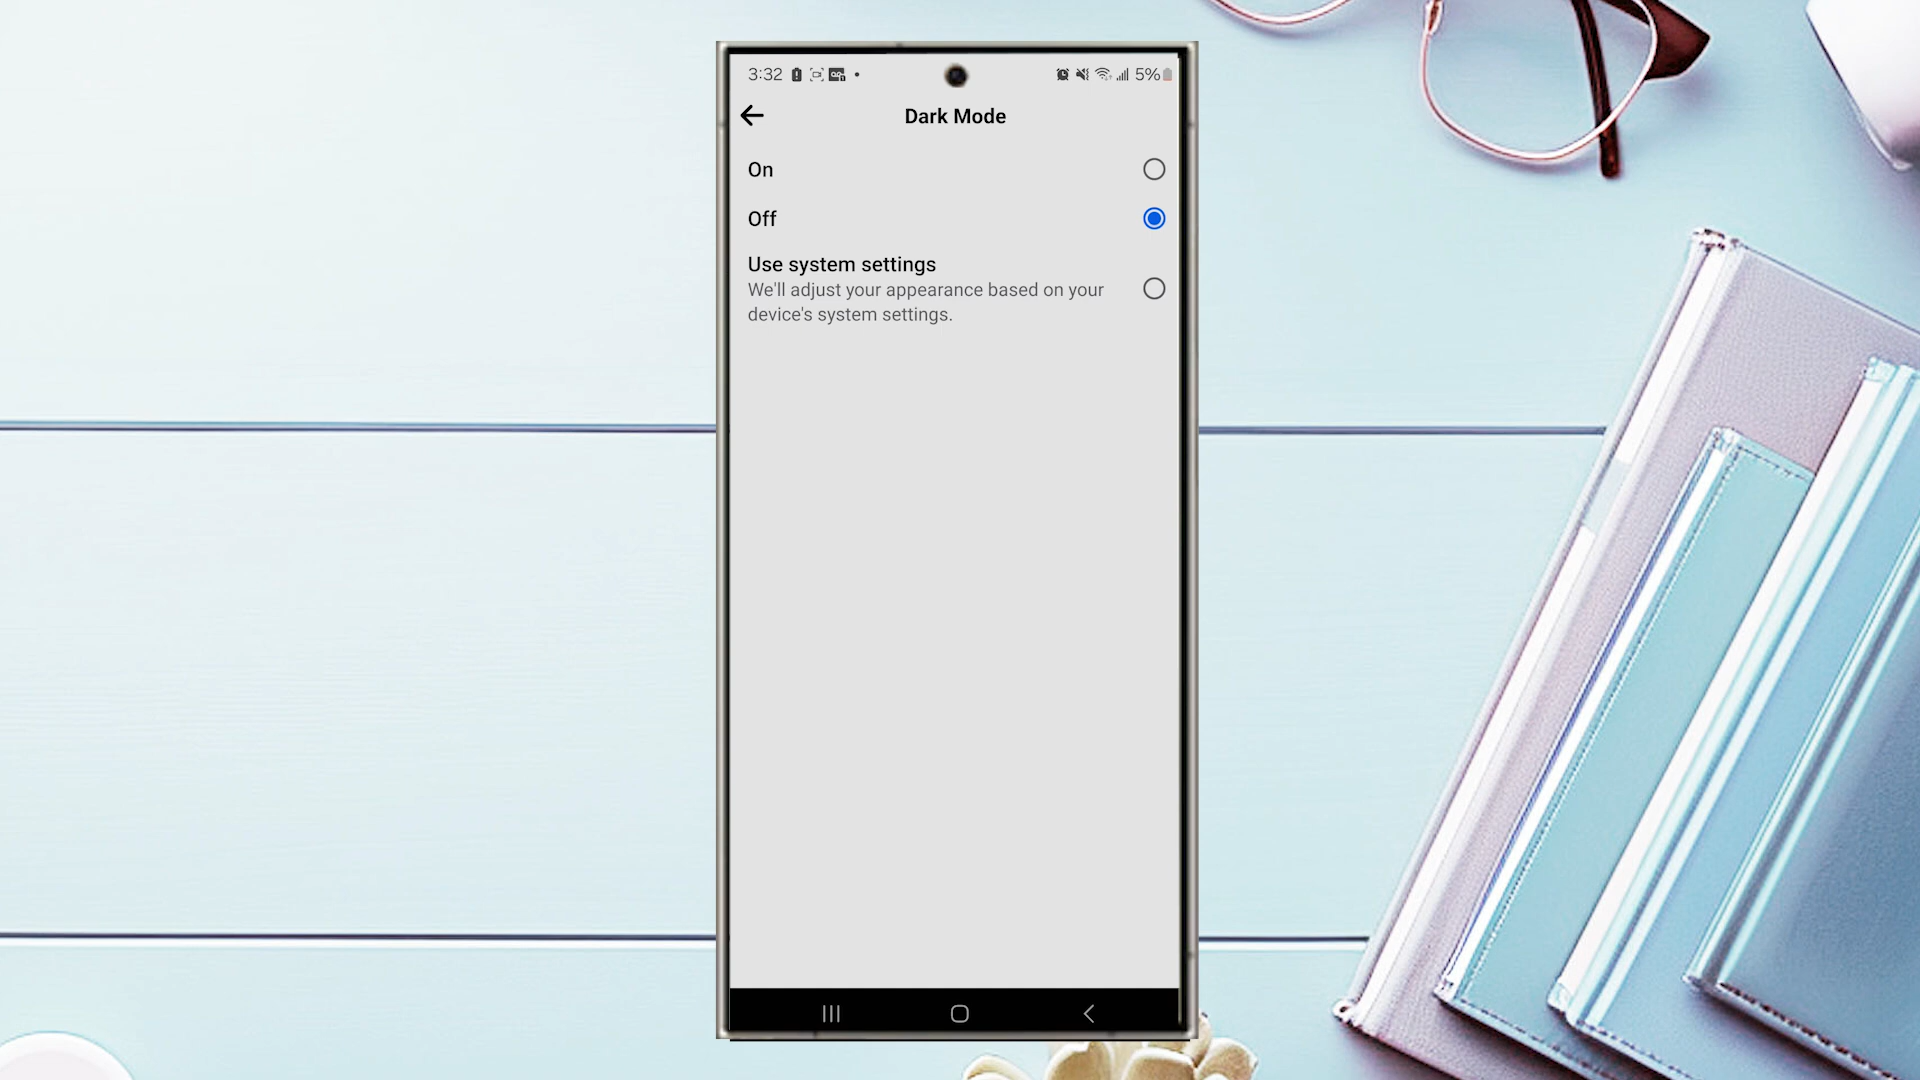 3:32
5%
Dark Mode
On
Off
Use system settings
We'll adjust your appearance based on your
device's system settings.